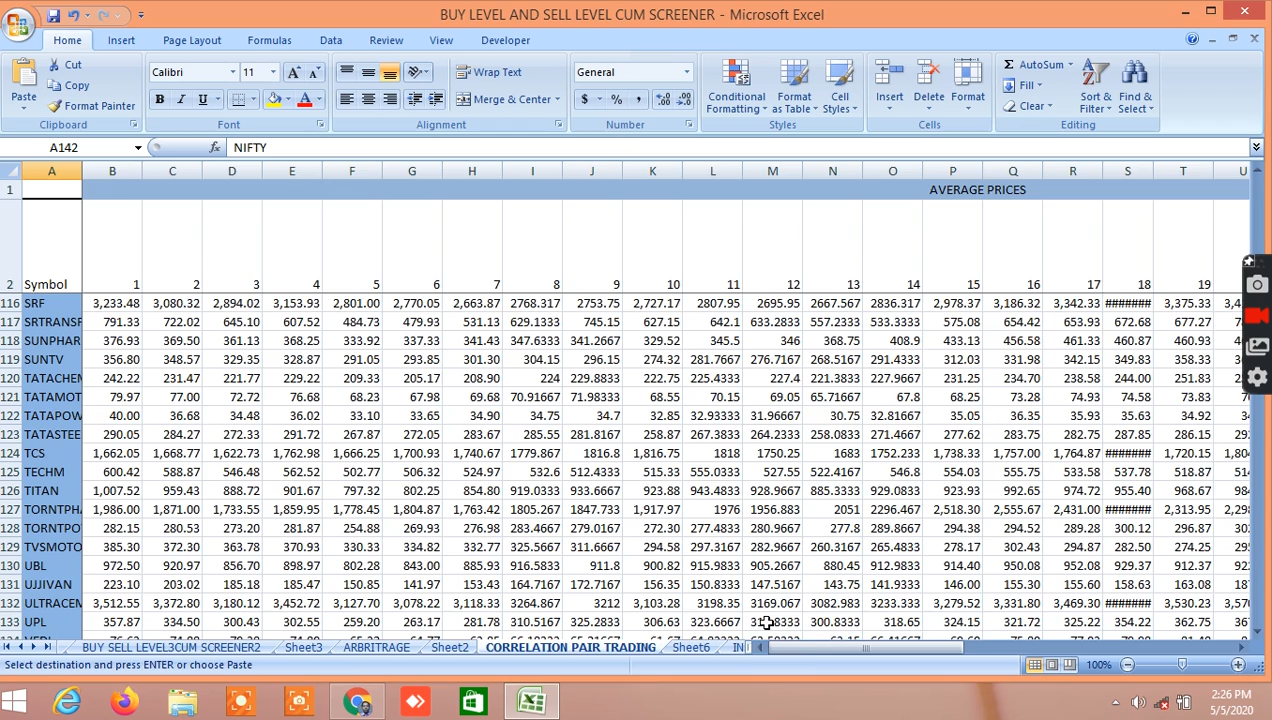 BUY LEVEL AND SELL LEVEL CUM SCREENER - Microsoft Excel
Home Insert Page Layout Formulas Data Review View Developer
Paste Cut Copy Format Painter Clipboard
Calibri 11 B I U A Font
Wrap Text Merge & Center Alignment
General $ % , Number
Conditional Formatting Format as Table Cell Styles Styles
Insert Delete Format Cells
AutoSum Fill Clear Sort & Filter Find & Select Editing
A142 fx NIFTY
A B C D E F G H I J K L M N O P Q R S T U
1 AVERAGE PRICES
2 Symbol 1 2 3 4 5 6 7 8 9 10 11 12 13 14 15 16 17 18 19
116 SRF 3,233.48 3,080.32 2,894.02 3,153.93 2,801.00 2,770.05 2,663.87 2768.317 2753.75 2,727.17 2807.95 2695.95 2667.567 2836.317 2,978.37 3,186.32 3,342.33 ####### 3,375.33 3,4
117 SRTRANSF 791.33 722.02 645.10 607.52 484.73 479.93 531.13 629.1333 745.15 627.15 642.1 633.2833 557.2333 533.3333 575.08 654.42 653.93 672.68 677.27
118 SUNPHAR 376.93 369.50 361.13 368.25 333.92 337.33 341.43 347.6333 341.2667 329.52 345.5 346 368.75 408.9 433.13 456.58 461.33 460.87 460.93
119 SUNTV 356.80 348.57 329.35 328.87 291.05 293.85 301.30 304.15 296.15 274.32 281.7667 276.7167 268.5167 291.4333 312.03 331.98 342.15 349.83 358.33
120 TATACHEM 242.22 231.47 221.77 229.22 209.33 205.17 208.90 224 229.8833 222.75 225.4333 227.4 221.3833 227.9667 231.25 234.70 238.58 244.00 251.83
121 TATAMOT 79.97 77.00 72.72 76.68 68.23 67.98 69.68 70.91667 71.98333 68.55 70.15 69.05 65.71667 67.8 68.25 73.28 74.93 74.58 73.83
122 TATAPOW 40.00 36.68 34.48 36.02 33.10 33.65 34.90 34.75 34.7 32.85 32.93333 31.96667 30.75 32.81667 35.05 36.35 35.93 35.63 34.92
123 TATASTEE 290.05 284.27 272.33 291.72 267.87 272.05 283.67 285.55 281.8167 258.87 267.3833 264.2333 258.0833 271.4667 277.62 283.75 282.75 287.85 286.15
124 TCS 1,662.05 1,668.77 1,622.73 1,762.98 1,666.25 1,700.93 1,740.67 1779.867 1816.8 1,816.75 1818 1750.25 1683 1752.233 1,738.33 1,757.00 1,764.87 ####### 1,720.15
125 TECHM 600.42 588.87 546.48 562.52 502.77 506.32 524.97 532.6 512.4333 515.33 555.0333 527.55 522.4167 546.8 554.03 555.75 533.58 537.78 518.87
126 TITAN 1,007.52 959.43 888.72 901.67 797.32 802.25 854.80 919.0333 933.6667 923.88 943.4833 928.9667 885.3333 929.0833 923.93 992.65 974.72 955.40 968.67
127 TORNTPHA 1,986.00 1,871.00 1,733.55 1,859.95 1,778.45 1,804.87 1,763.42 1805.267 1847.733 1,917.97 1976 1956.883 2051 2296.467 2,518.30 2,555.67 2,431.00 ####### 2,313.95
128 TORNTPO 282.15 280.53 273.20 281.87 254.88 269.93 276.98 283.4667 279.0167 272.30 277.4833 280.9667 277.8 289.0833 294.38 294.52 289.28 300.12 296.87
129 TVSMOTO 385.30 372.30 363.78 370.93 330.33 334.82 332.77 325.5667 311.6667 294.58 297.3167 282.9667 260.3167 265.4833 278.17 302.43 294.87 282.50 274.25
130 UBL 972.50 920.97 856.70 898.97 802.28 843.00 885.93 916.5833 911.8 900.82 915.9833 905.2667 880.45 912.9833 918.40 950.08 952.08 929.37 912.37
131 UJJIVAN 223.10 203.02 185.18 185.47 150.85 141.97 153.43 164.7167 172.7167 156.35 150.8333 147.5167 143.75 141.9333 146.00 155.30 155.60 158.63 163.08
132 ULTRACEM 3,512.55 3,372.80 3,180.12 3,452.72 3,127.70 3,078.22 3,118.33 3264.867 3212 3,103.28 3198.35 3169.067 3082.983 3233.333 3,279.52 3,331.80 3,469.30 ####### 3,530.23
133 UPL 357.87 334.50 300.43 302.55 259.20 263.17 281.78 310.5167 325.2833 306.63 323.6667 300.8333 318.65 324.15 321.72 325.22 354.22 362.75
BUY SELL LEVEL3CUM SCREENER2 Sheet3 ARBRITRAGE Sheet2 CORRELATION PAIR TRADING Sheet6 IN
Select destination and press ENTER or choose Paste 100%
2:26 PM
5/5/2020